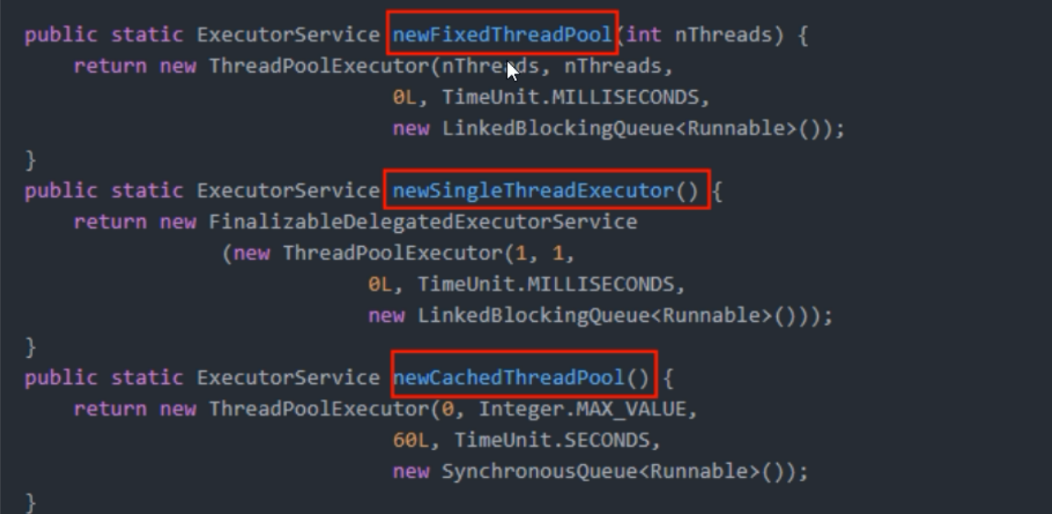 public static ExecutorService newFixedThreadPool(int nThreads) {
    return new ThreadPoolExecutor(nThreads, nThreads,
                                  0L, TimeUnit.MILLISECONDS,
                                  new LinkedBlockingQueue<Runnable>());
}
public static ExecutorService newSingleThreadExecutor() {
    return new FinalizableDelegatedExecutorService
                (new ThreadPoolExecutor(1, 1,
                                0L, TimeUnit.MILLISECONDS,
                                new LinkedBlockingQueue<Runnable>()));
}
public static ExecutorService newCachedThreadPool() {
    return new ThreadPoolExecutor(0, Integer.MAX_VALUE,
                                  60L, TimeUnit.SECONDS,
                                  new SynchronousQueue<Runnable>());
}